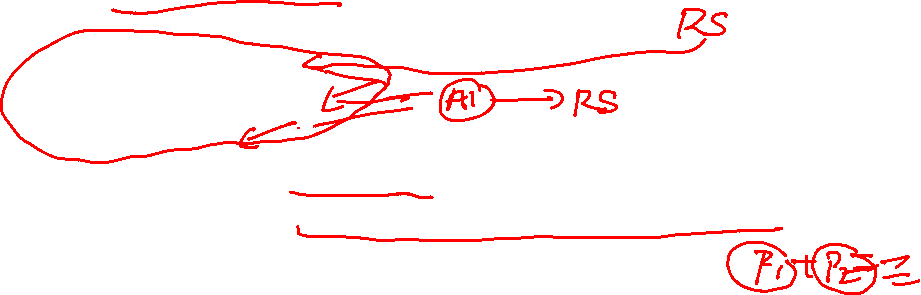 RS
A1 → RS
P1 + P2 =